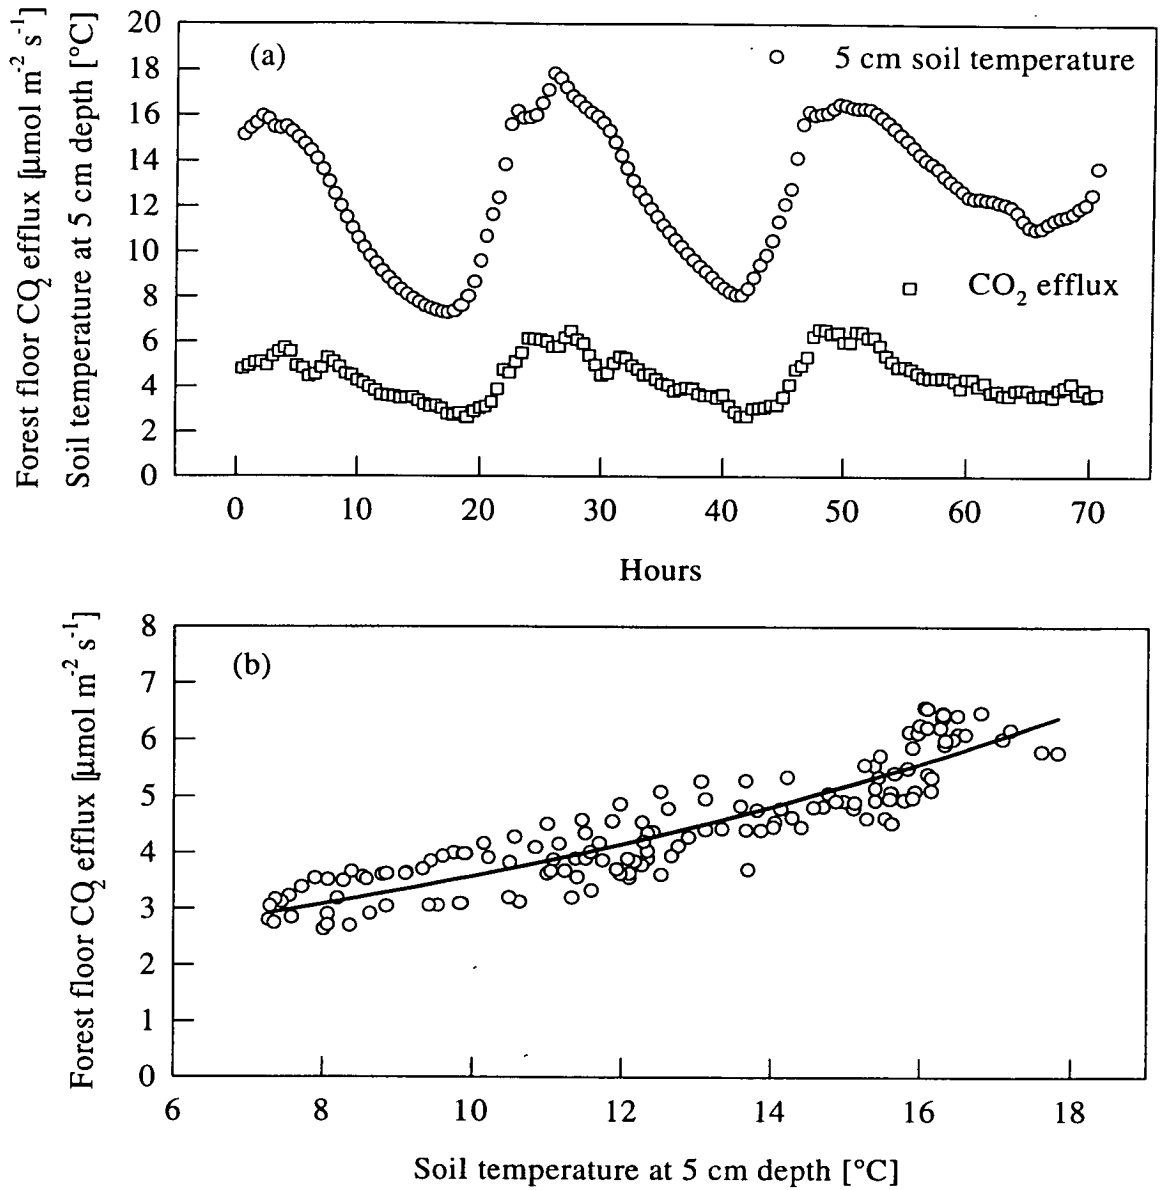 Forest floor CO2 efflux [µmol m-2 s-1]
Soil temperature at 5 cm depth [°C]
20
18
16
14
12
10
8
6
4
2
0
(a)
5 cm soil temperature
CO2 efflux
0 10 20 30 40 50 60 70
Hours
Forest floor CO2 efflux [µmol m-2 s-1]
8
7
6
5
4
3
2
1
0
(b)
6 8 10 12 14 16 18
Soil temperature at 5 cm depth [°C]